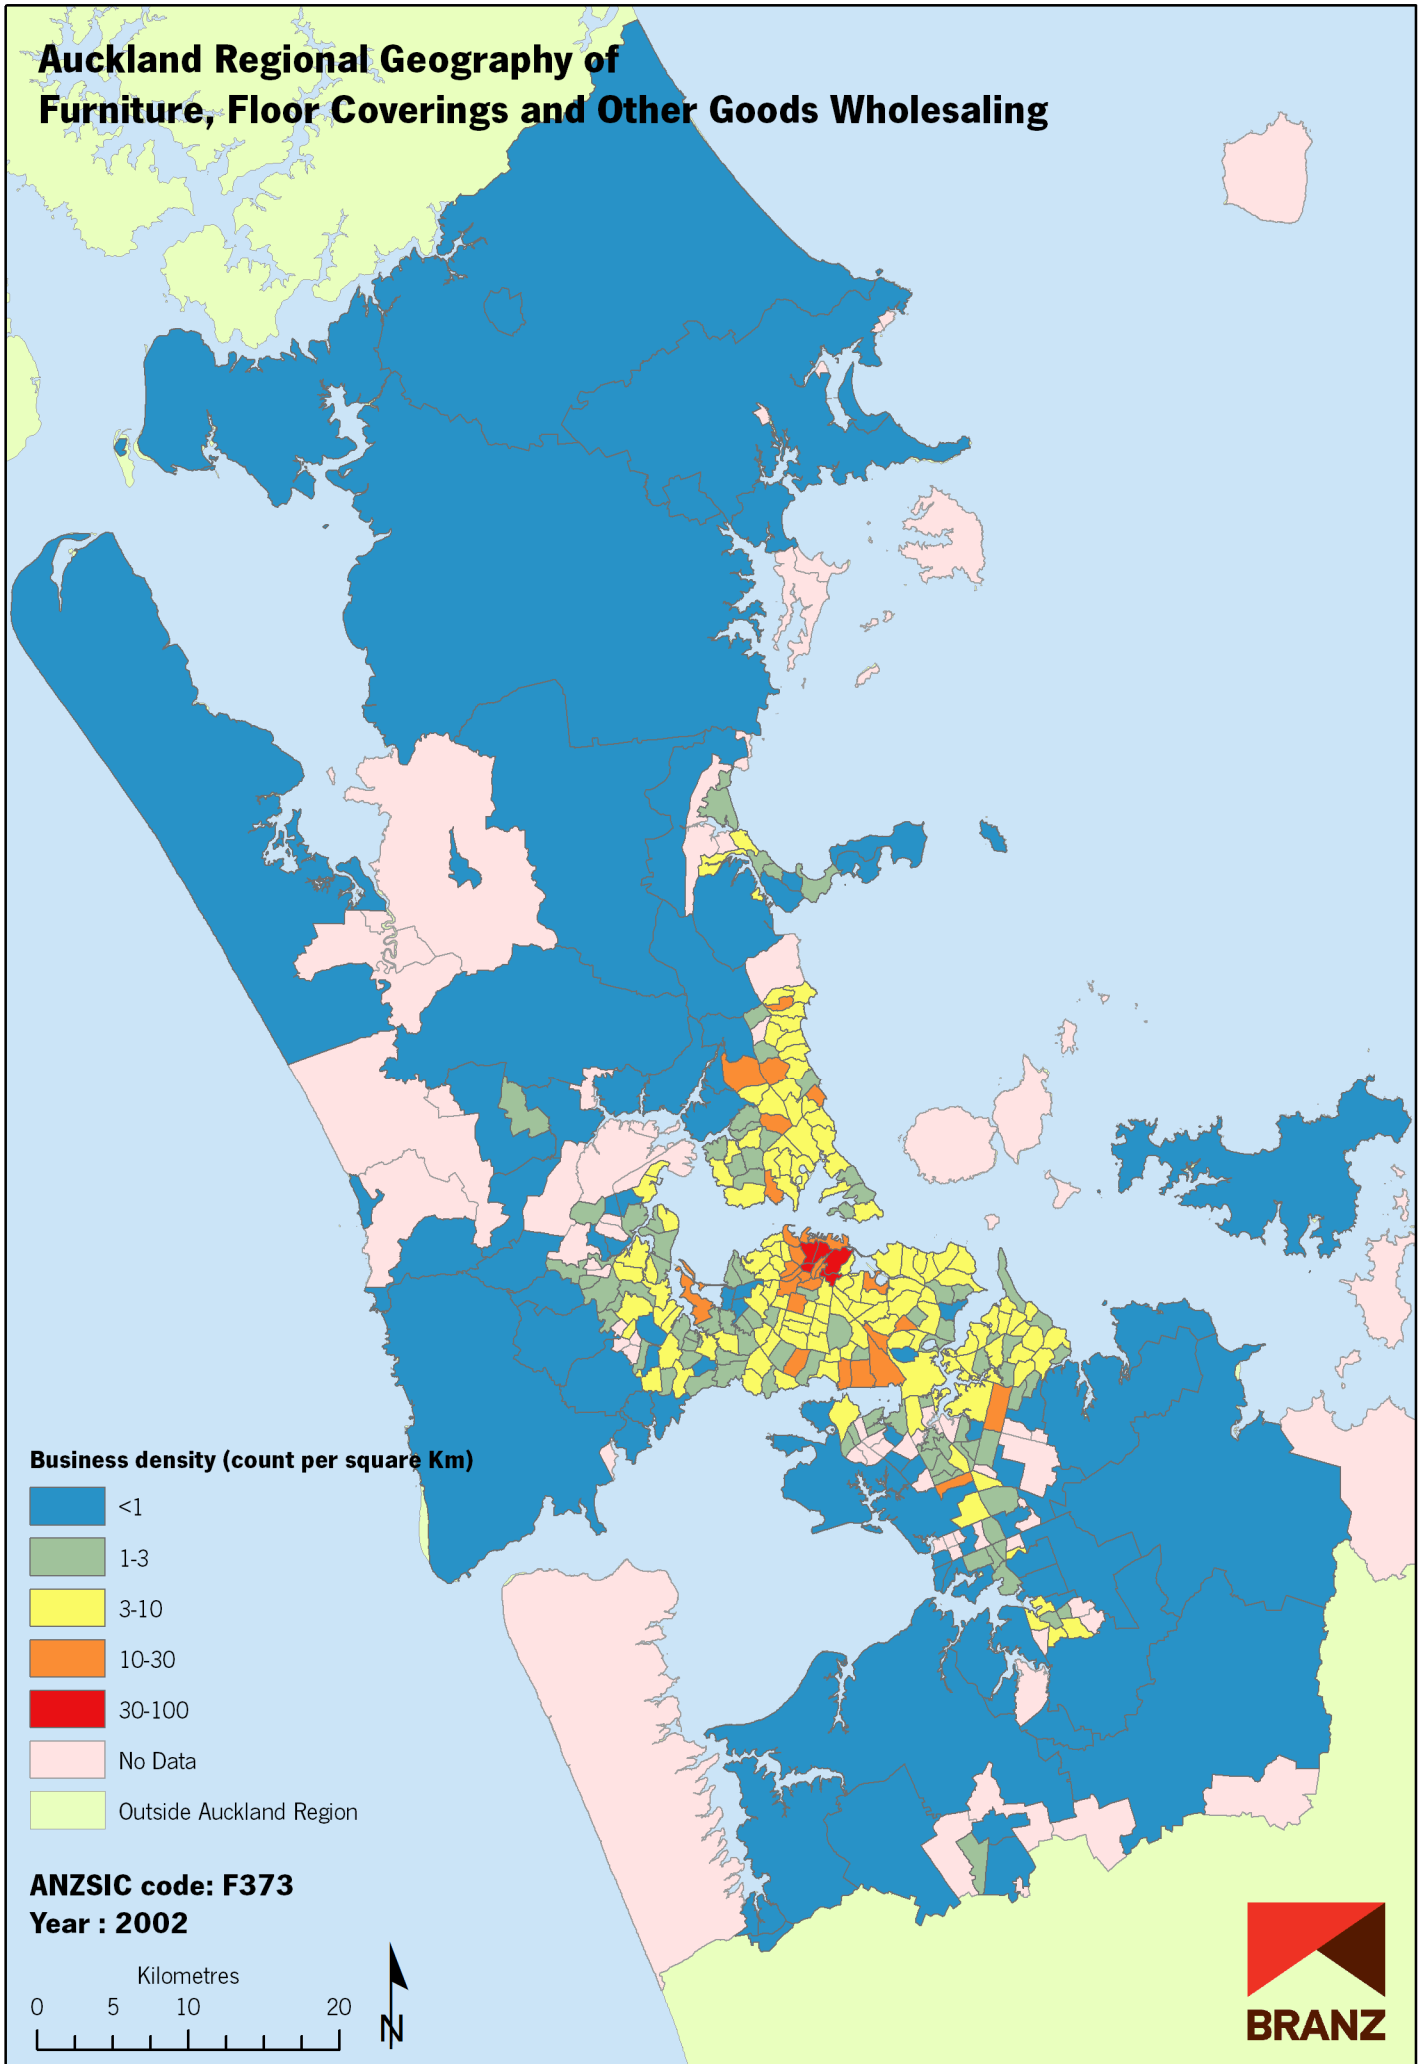 Auckland Regional Geography of
Furniture, Floor Coverings and Other Goods Wholesaling
Business density (count per square Km)
<1
1-3
3-10
10-30
30-100
No Data
Outside Auckland Region
ANZSIC code: F373
Year : 2002
Kilometres
0 5 10 20
N
BRANZ